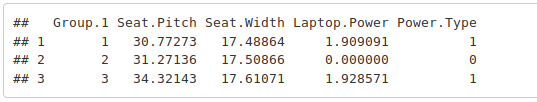 ##   Group.1 Seat.Pitch Seat.Width Laptop.Power Power.Type
## 1       1   30.77273   17.48864     1.909091          1
## 2       2   31.27136   17.50866     0.000000          0
## 3       3   34.32143   17.61071     1.928571          1